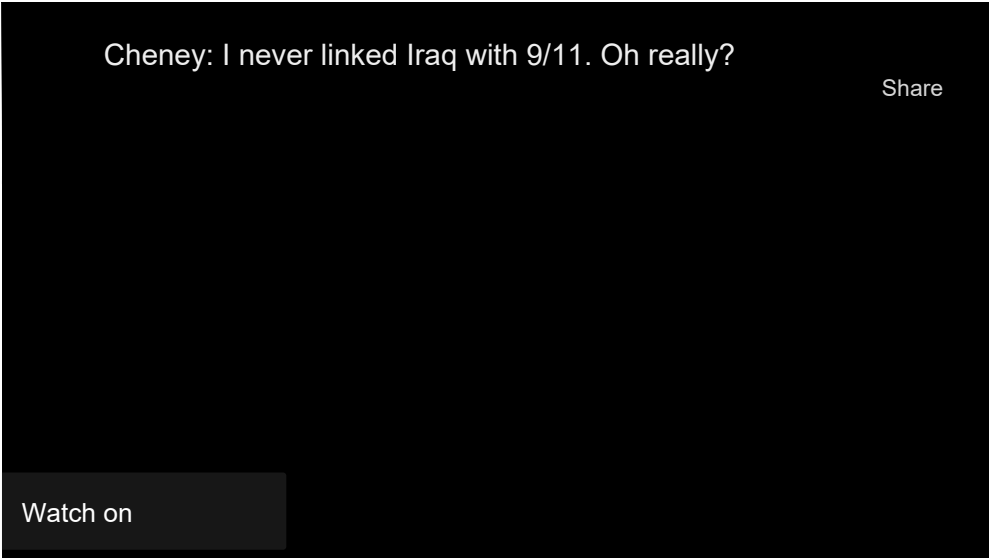 Cheney: I never linked Iraq with 9/11. Oh really?
Share
Watch on